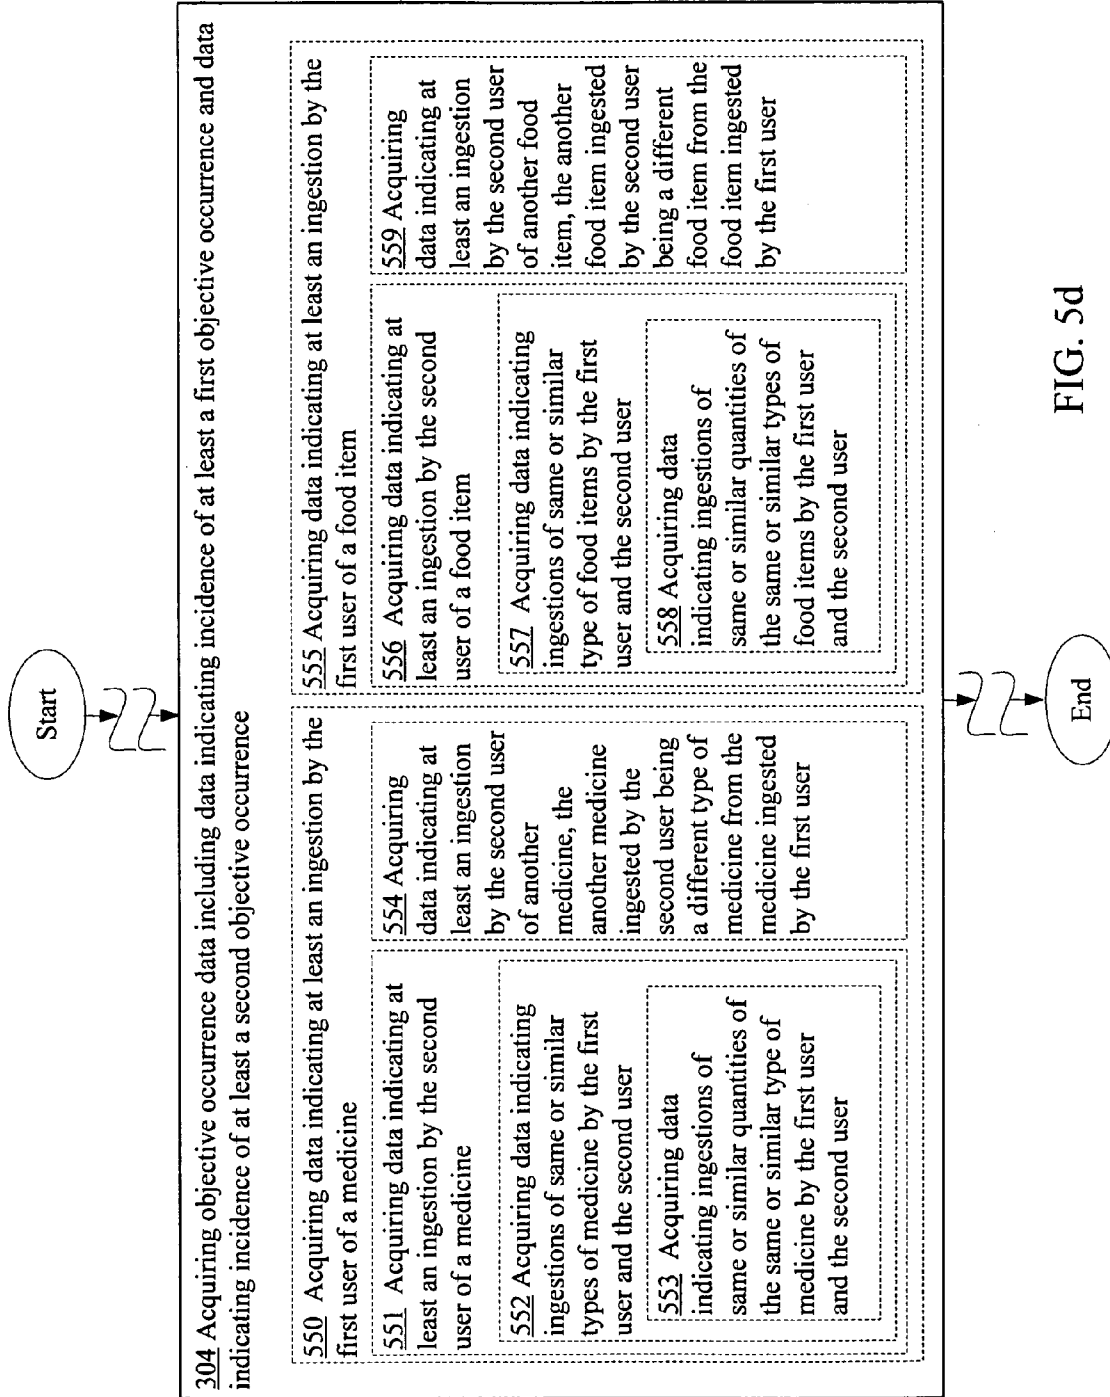 Start
304 Acquiring objective occurrence data including data indicating incidence of at least a first objective occurrence and data
indicating incidence of at least a second objective occurrence
550 Acquiring data indicating at least an ingestion by the
first user of a medicine
551 Acquiring data indicating at
least an ingestion by the second
user of a medicine
552 Acquiring data indicating
ingestions of same or similar
types of medicine by the first
user and the second user
553 Acquiring data
indicating ingestions of
same or similar quantities of
the same or similar type of
medicine by the first user
and the second user
554 Acquiring
data indicating at
least an ingestion
by the second user
of another
medicine, the
another medicine
ingested by the
second user being
a different type of
medicine from the
medicine ingested
by the first user
555 Acquiring data indicating at least an ingestion by the
first user of a food item
556 Acquiring data indicating at
least an ingestion by the second
user of a food item
557 Acquiring data indicating
ingestions of same or similar
type of food items by the first
user and the second user
558 Acquiring data
indicating ingestions of
same or similar quantities of
the same or similar types of
food items by the first user
and the second user
559 Acquiring
data indicating at
least an ingestion
by the second user
of another food
item, the another
food item ingested
by the second user
being a different
food item from the
food item ingested
by the first user
End
FIG. 5d